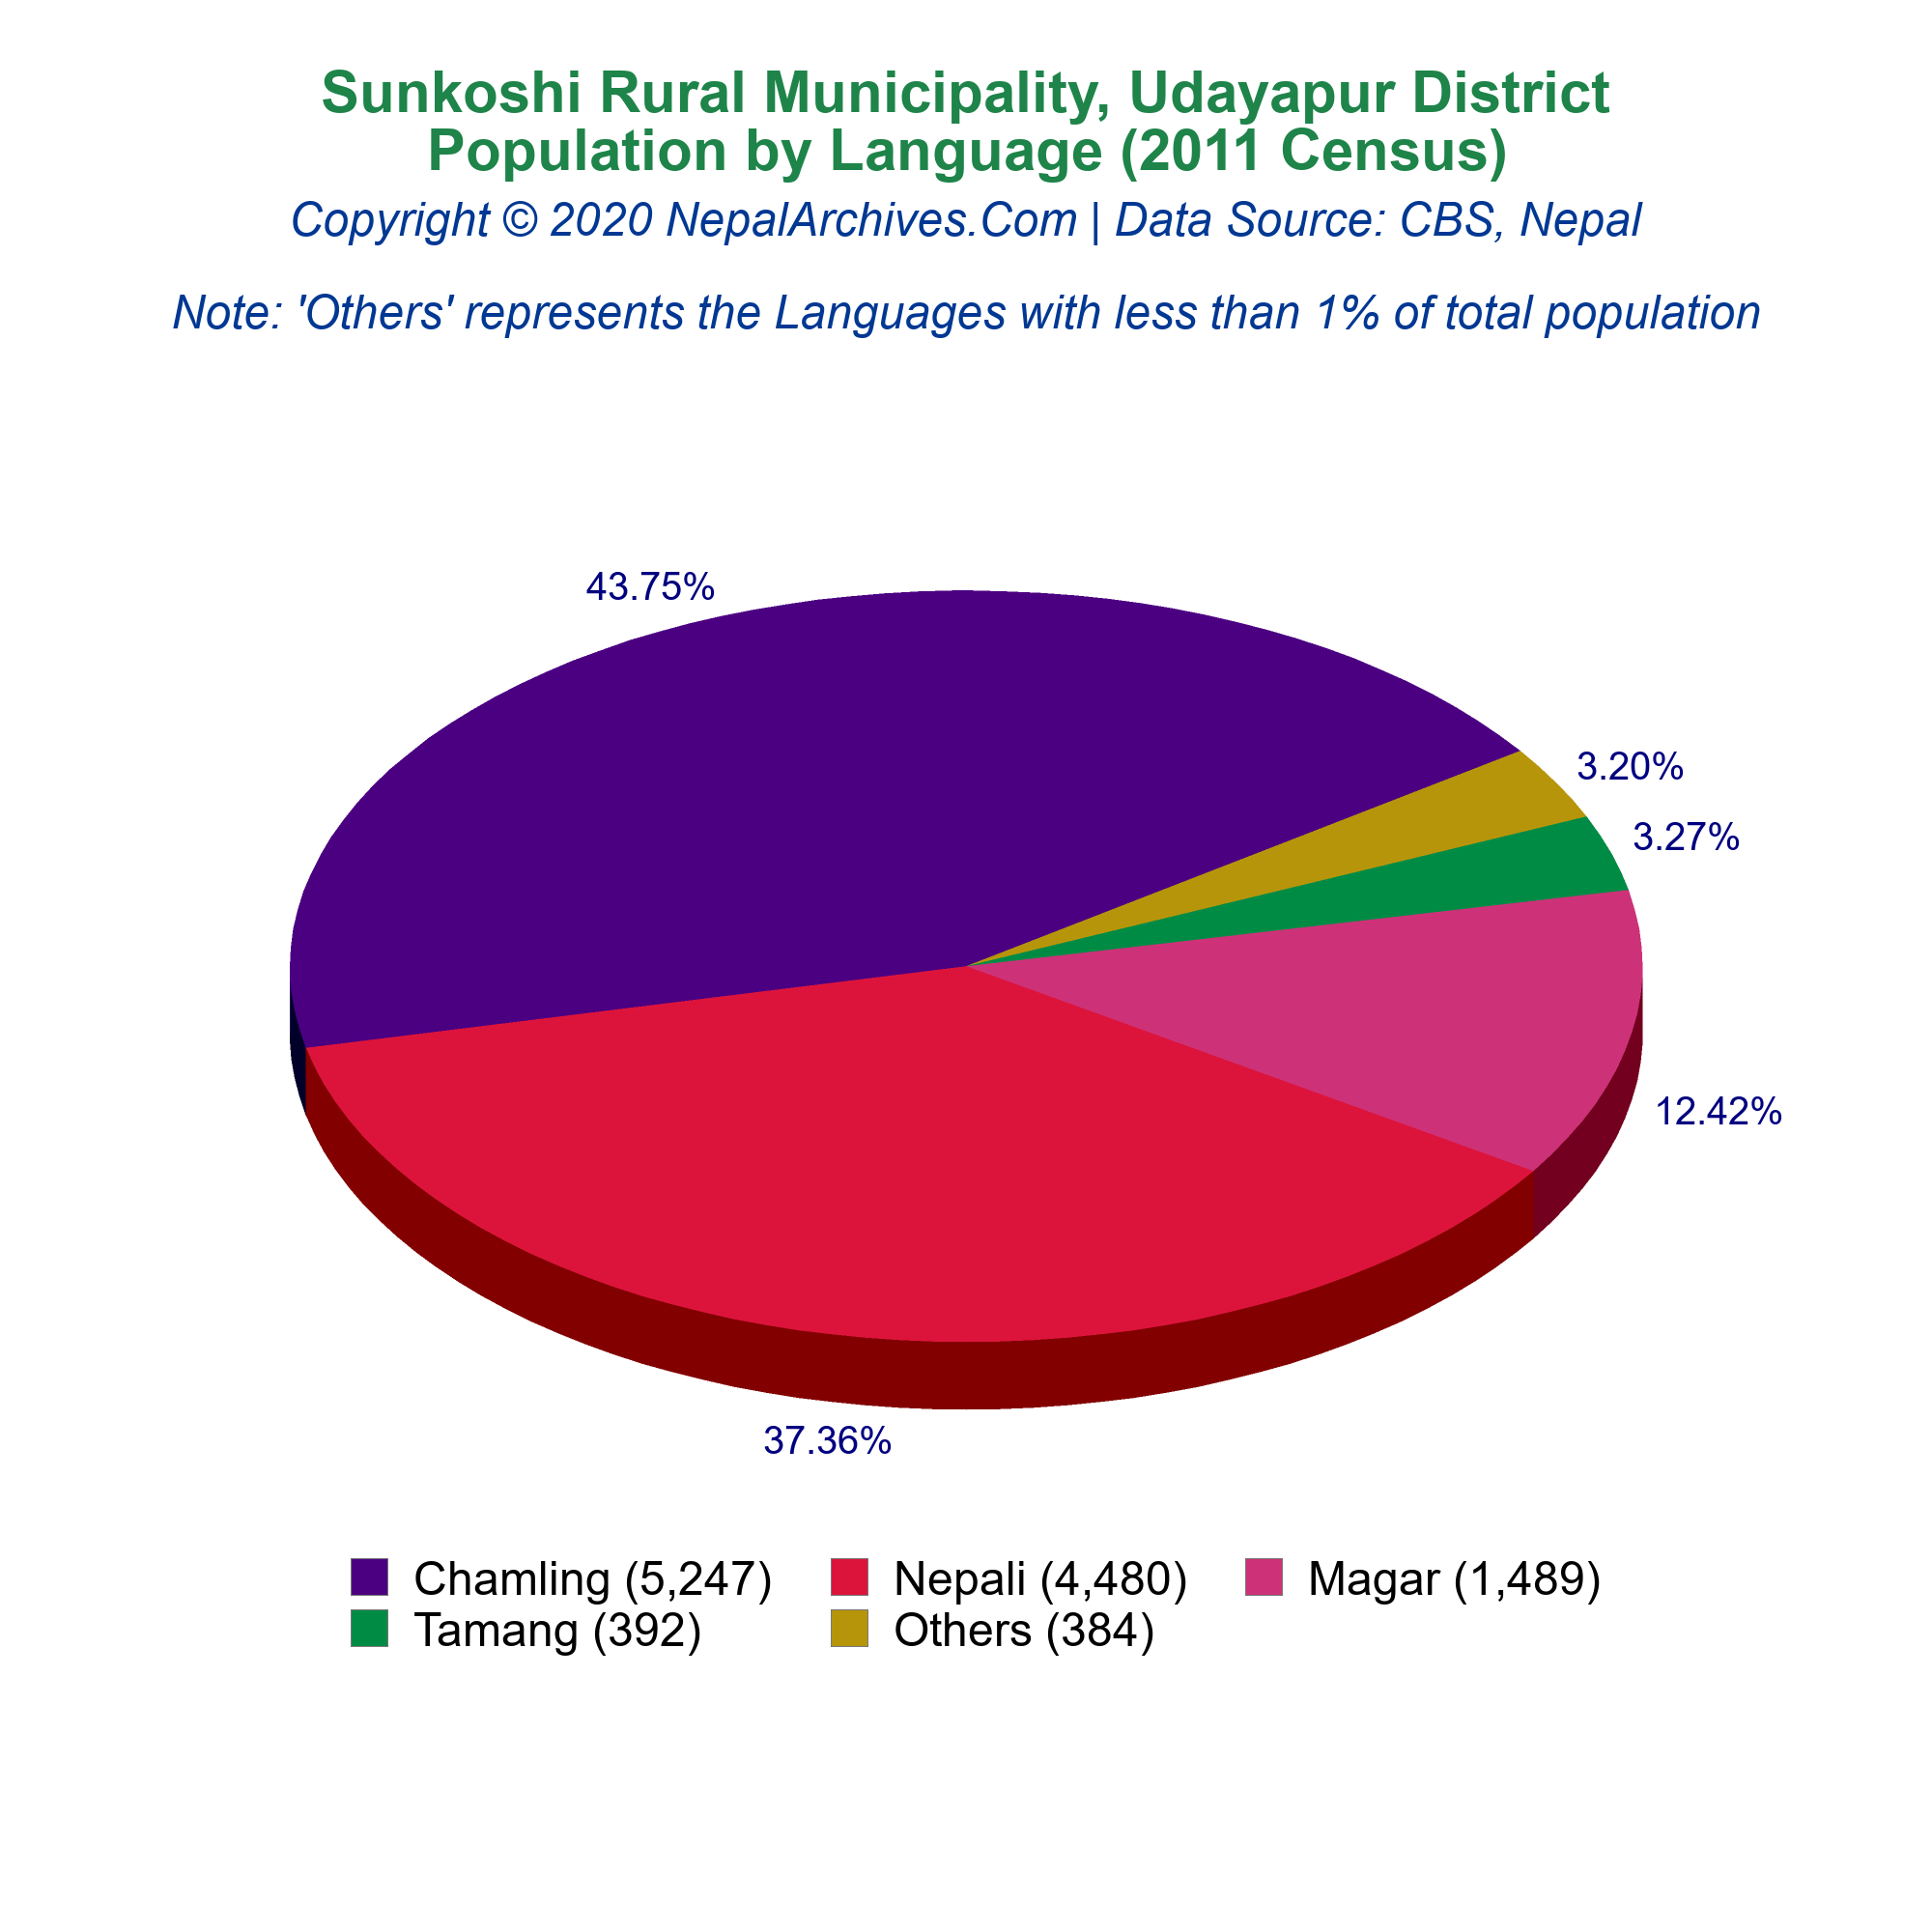 Sunkoshi Rural Municipality, Udayapur District
Population by Language (2011 Census)
Copyright © 2020 NepalArchives.Com | Data Source: CBS, Nepal
Note: 'Others' represents the Languages with less than 1% of total population
43.75%
3.20%
3.27%
12.42%
37.36%
Chamling (5,247) Nepali (4,480) Magar (1,489)
Tamang (392) Others (384)